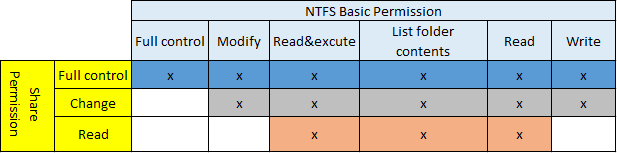 NTFS Basic Permission
Full control Modify Read&excute List folder contents Read Write
Share Permission
Full control x x x x x x
Change x x x x x
Read x x x